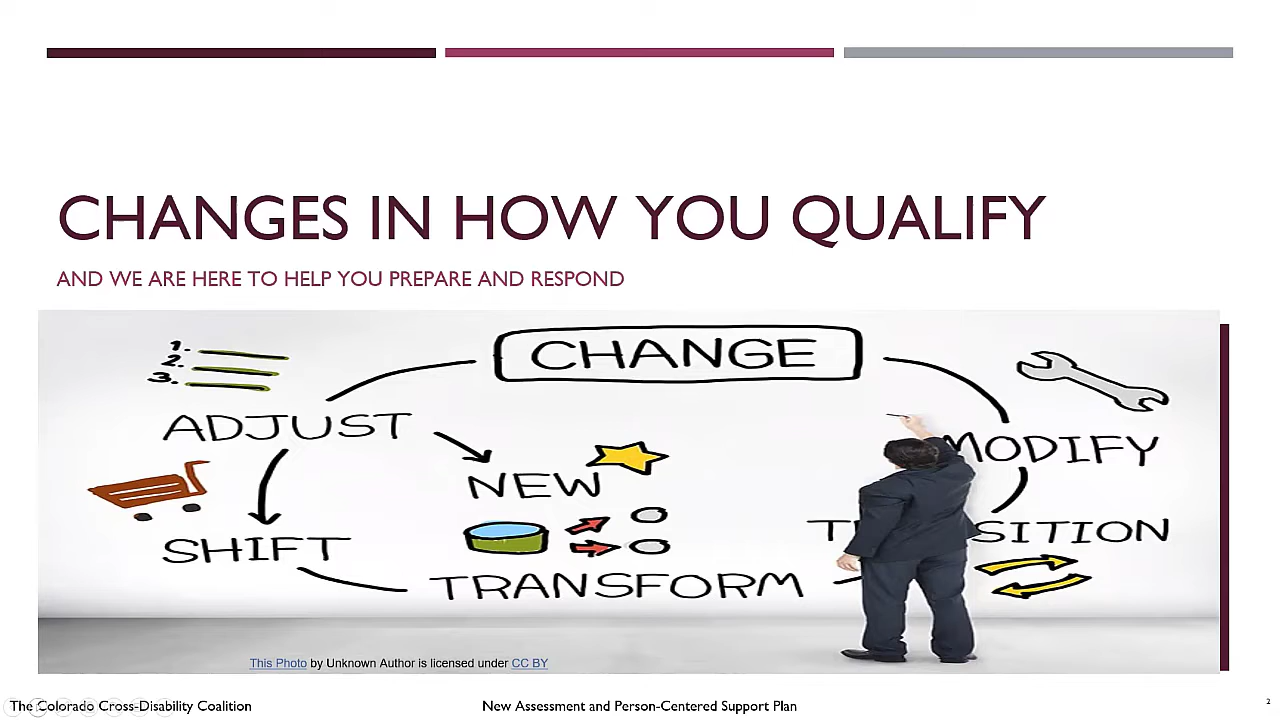 CHANGES IN HOW YOU QUALIFY
AND WE ARE HERE TO HELP YOU PREPARE AND RESPOND
CHANGE
1.
2.
3.
ADJUST
MODIFY
NEW
SHIFT
T SITION
TRANSFORM
This Photo by Unknown Author is licensed under CC BY
The Colorado Cross-Disability Coalition
New Assessment and Person-Centered Support Plan
2